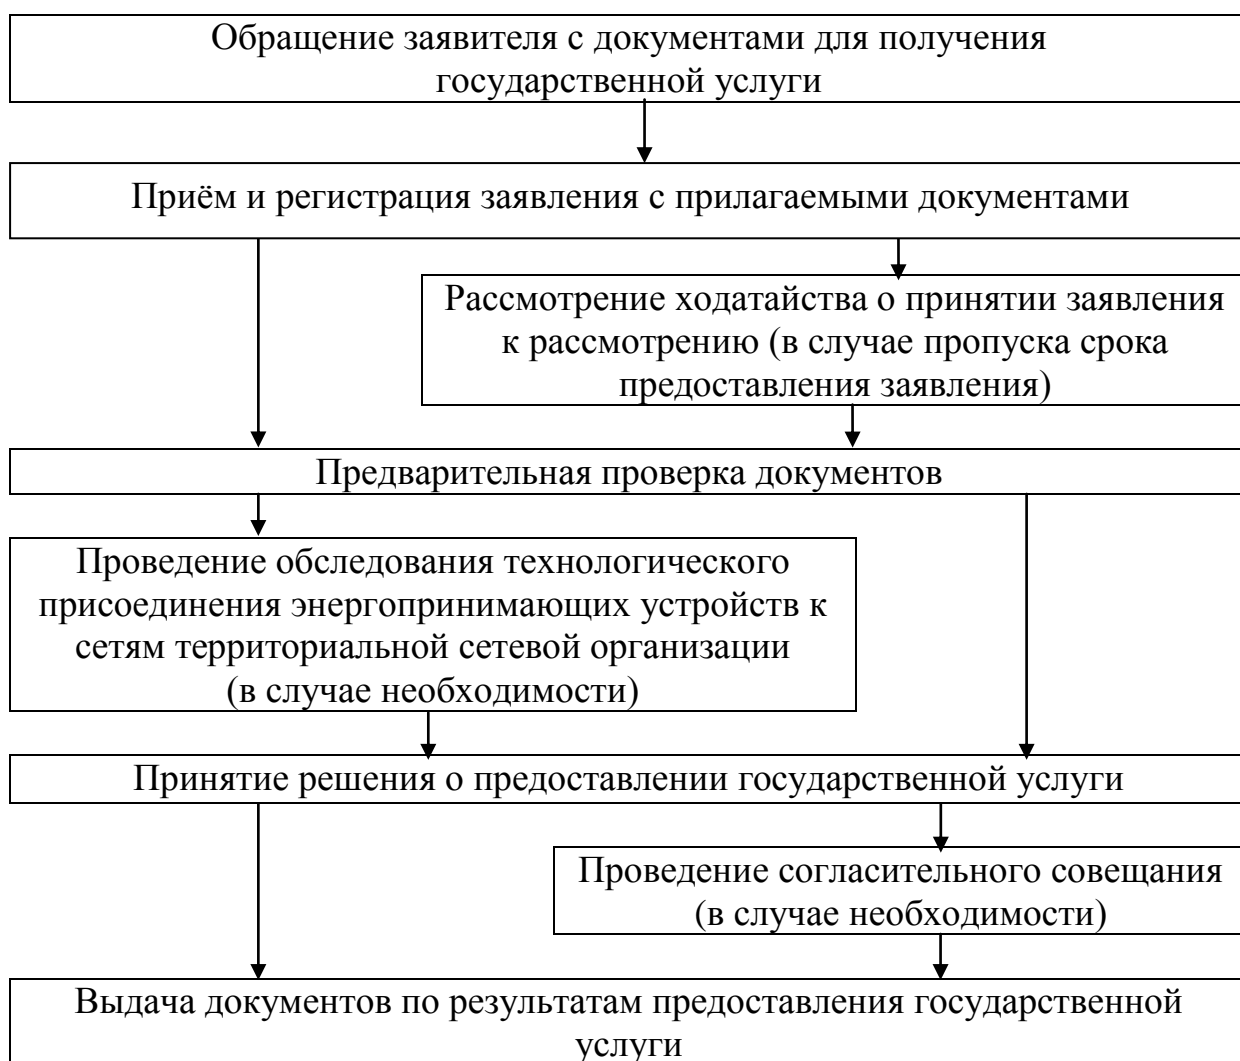 Обращение заявителя с документами для получения
государственной услуги
Приём и регистрация заявления с прилагаемыми документами
Рассмотрение ходатайства о принятии заявления
к рассмотрению (в случае пропуска срока
предоставления заявления)
Предварительная проверка документов
Проведение обследования технологического
присоединения энергопринимающих устройств к
сетям территориальной сетевой организации
(в случае необходимости)
Принятие решения о предоставлении государственной услуги
Проведение согласительного совещания
(в случае необходимости)
Выдача документов по результатам предоставления государственной
услуги